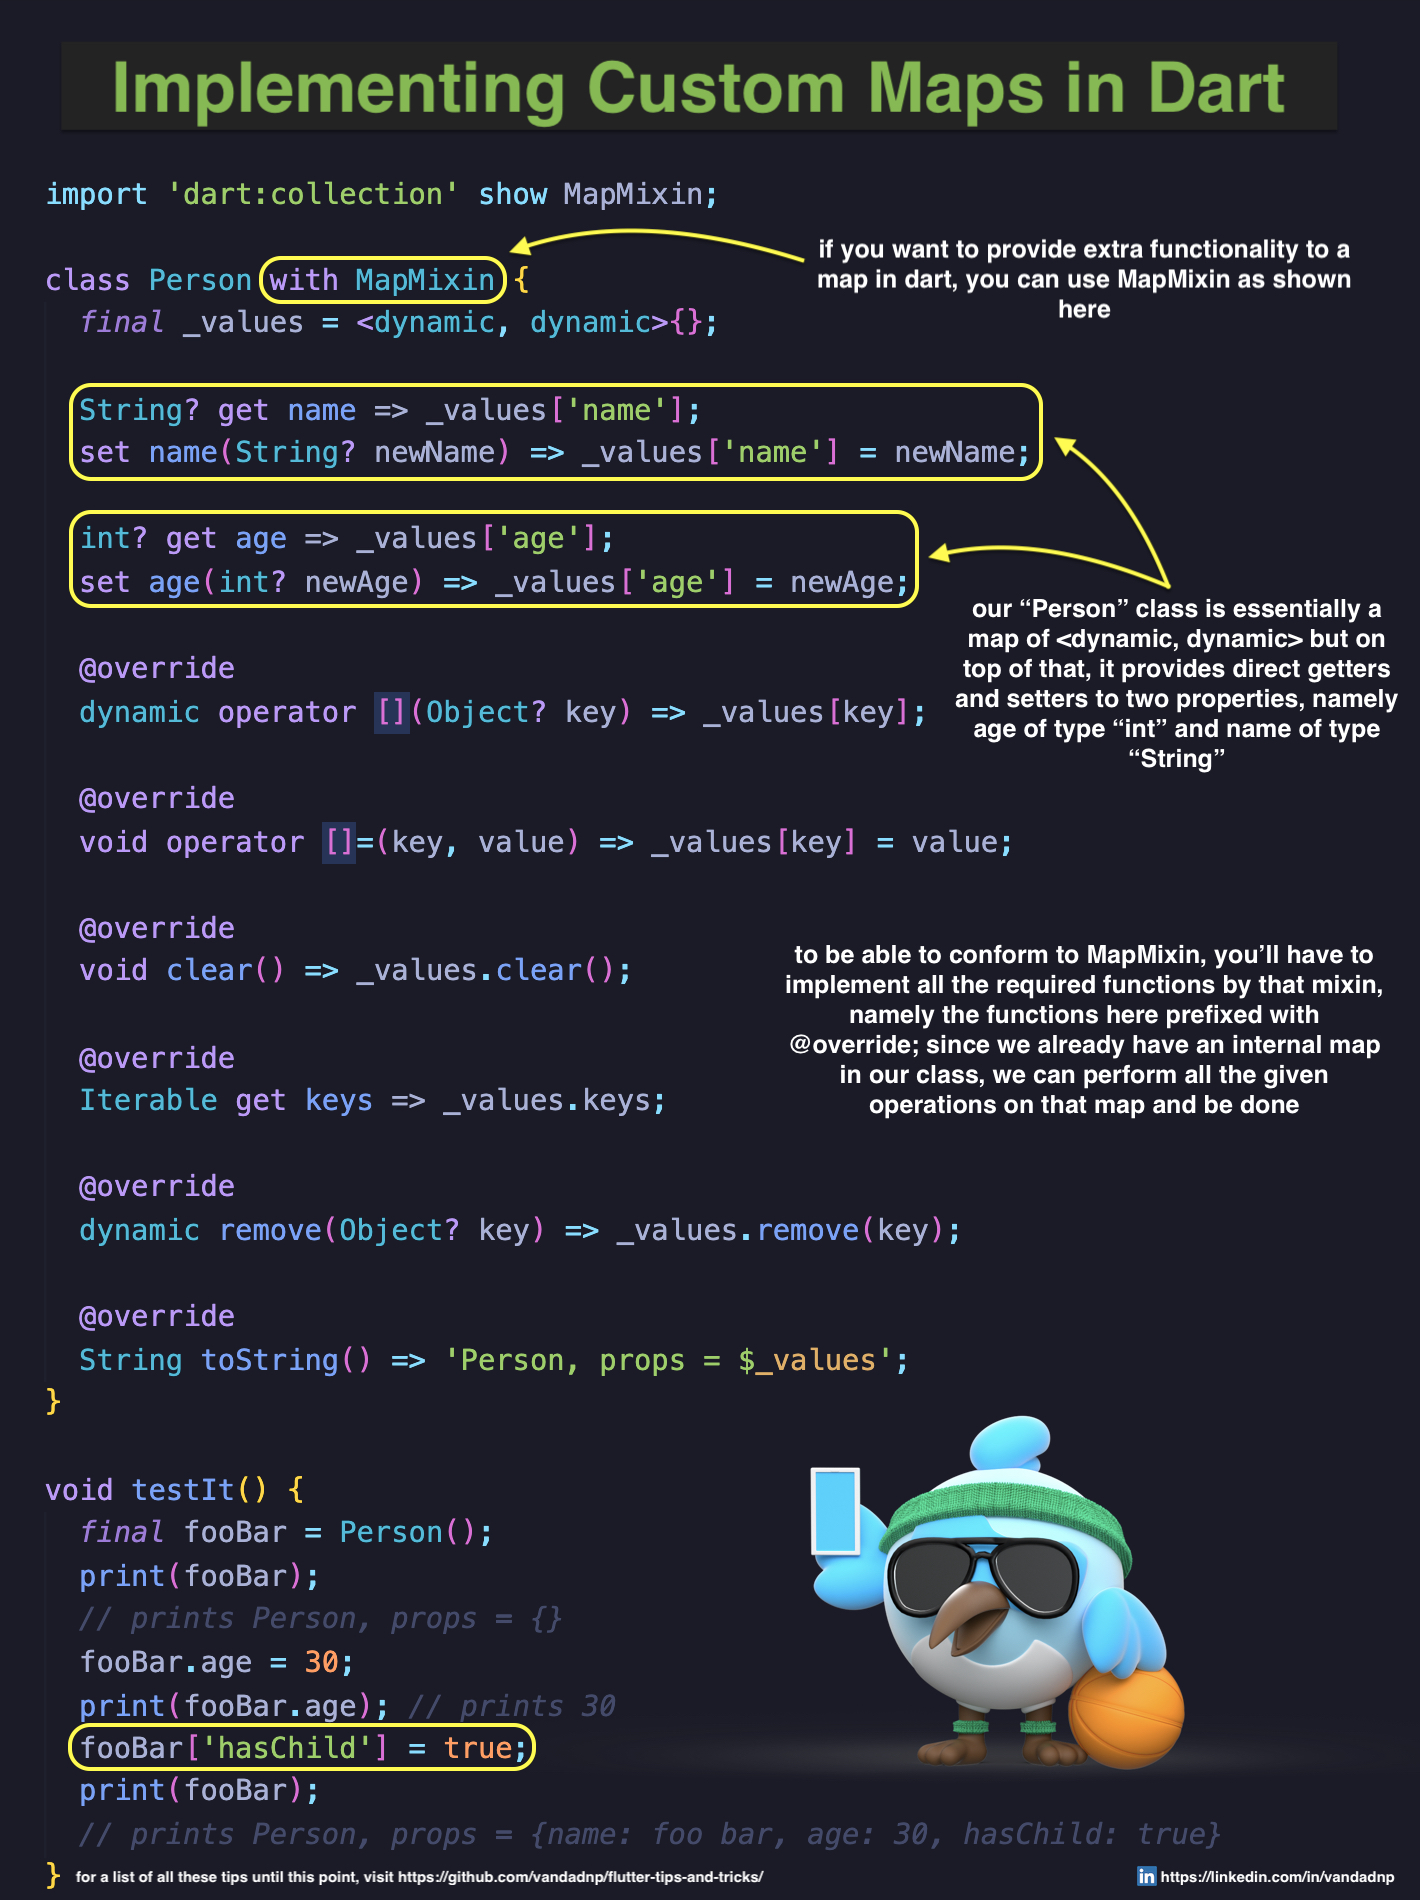 Implementing Custom Maps in Dart
import 'dart:collection' show MapMixin;
if you want to provide extra functionality to a
map in dart, you can use MapMixin as shown
here
class Person with MapMixin {
final _values = <dynamic, dynamic>{};
String? get name => _values['name'];
set name(String? newName) => _values['name'] = newName;
int? get age => _values['age'];
set age(int? newAge) => _values['age'] = newAge;
our “Person” class is essentially a
map of <dynamic, dynamic> but on
top of that, it provides direct getters
and setters to two properties, namely
age of type “int” and name of type
“String”
@override
dynamic operator [](Object? key) => _values[key];
@override
void operator []=(key, value) => _values[key] = value;
@override
void clear() => _values.clear();
to be able to conform to MapMixin, you’ll have to
implement all the required functions by that mixin,
namely the functions here prefixed with
@override; since we already have an internal map
in our class, we can perform all the given
operations on that map and be done
@override
Iterable get keys => _values.keys;
@override
dynamic remove(Object? key) => _values.remove(key);
@override
String toString() => 'Person, props = $_values';
}
void testIt() {
final fooBar = Person();
print(fooBar);
// prints Person, props = {}
fooBar.age = 30;
print(fooBar.age); // prints 30
fooBar['hasChild'] = true;
print(fooBar);
// prints Person, props = {name: foo bar, age: 30, hasChild: true}
}
for a list of all these tips until this point, visit https://github.com/vandadnp/flutter-tips-and-tricks/
in https://linkedin.com/in/vandadnp